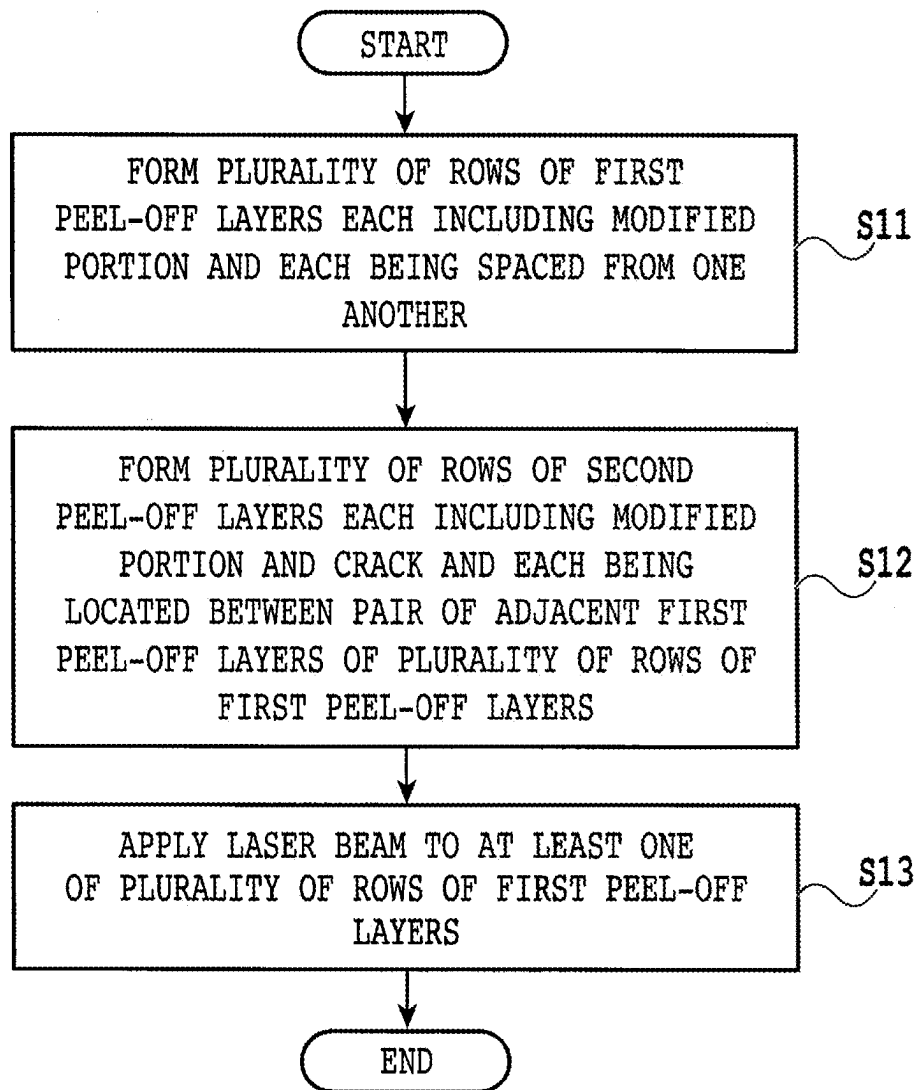 START
FORM PLURALITY OF ROWS OF FIRST
PEEL-OFF LAYERS EACH INCLUDING MODIFIED
PORTION AND EACH BEING SPACED FROM ONE
ANOTHER
S11
FORM PLURALITY OF ROWS OF SECOND
PEEL-OFF LAYERS EACH INCLUDING MODIFIED
PORTION AND CRACK AND EACH BEING
LOCATED BETWEEN PAIR OF ADJACENT FIRST
PEEL-OFF LAYERS OF PLURALITY OF ROWS OF
FIRST PEEL-OFF LAYERS
S12
APPLY LASER BEAM TO AT LEAST ONE
OF PLURALITY OF ROWS OF FIRST PEEL-OFF
LAYERS
S13
END